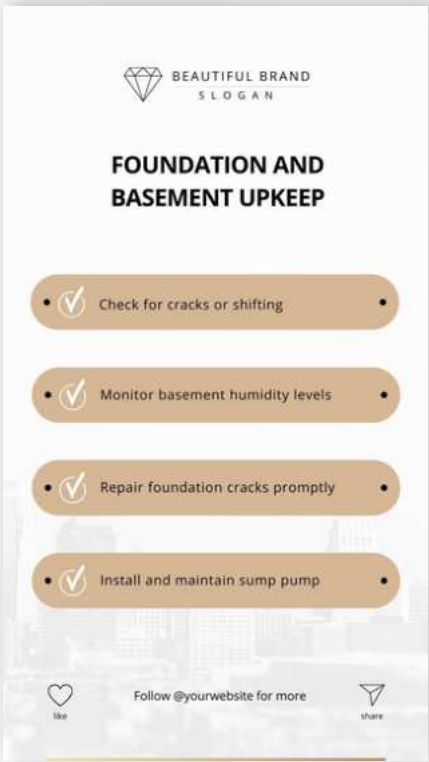 BEAUTIFUL BRAND
SLOGAN
FOUNDATION AND
BASEMENT UPKEEP
Check for cracks or shifting
Monitor basement humidity levels
Repair foundation cracks promptly
Install and maintain sump pump
Follow @yourwebsite for more
like
share